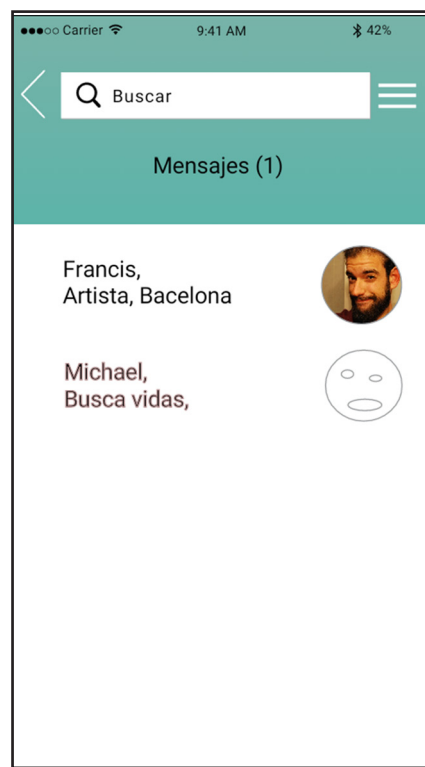 Carrier 9:41 AM 42%
Buscar
Mensajes (1)
Francis,
Artista, Bacelona
Michael,
Busca vidas,